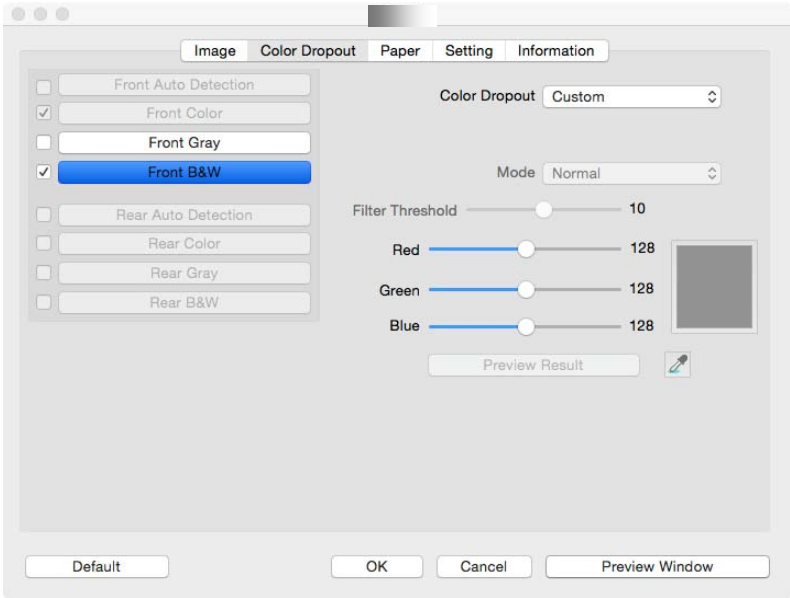 Image Color Dropout Paper Setting Information
Front Auto Detection
Front Color
Front Gray
Front B&W
Rear Auto Detection
Rear Color
Rear Gray
Rear B&W
Color Dropout Custom
Mode Normal
Filter Threshold 10
Red 128
Green 128
Blue 128
Preview Result
Default OK Cancel Preview Window